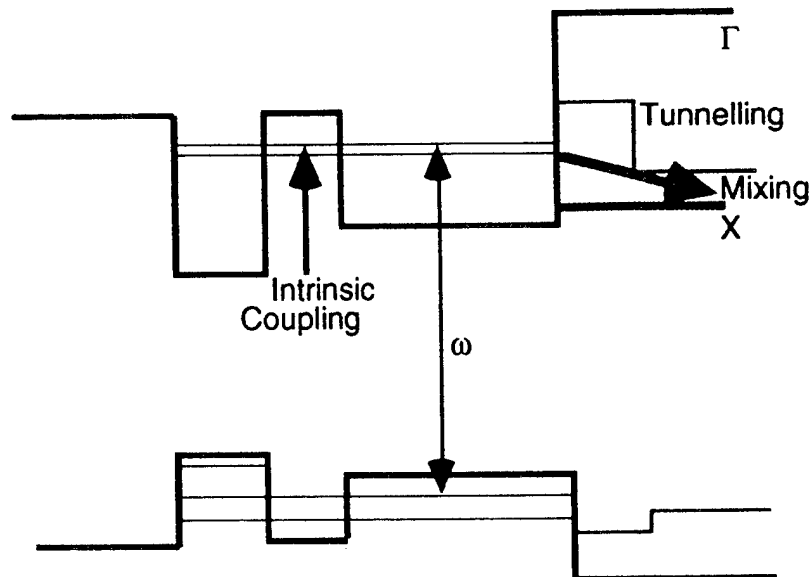 Γ
Tunnelling
Mixing
X
Intrinsic
Coupling
ω